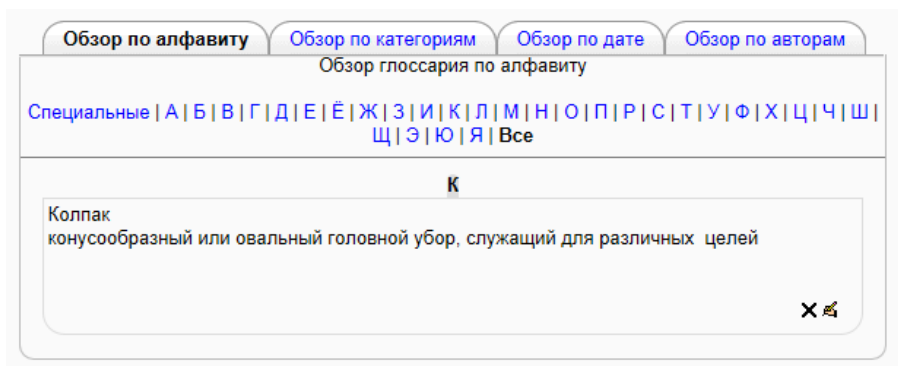 Обзор по алфавиту Обзор по категориям Обзор по дате Обзор по авторам
Обзор глоссария по алфавиту
Специальные | А | Б | В | Г | Д | Е | Ё | Ж | З | И | К | Л | М | Н | О | П | Р | С | Т | У | Ф | Х | Ц | Ч | Ш |
Щ | Э | Ю | Я | Все
К
Колпак
конусообразный или овальный головной убор, служащий для различных целей